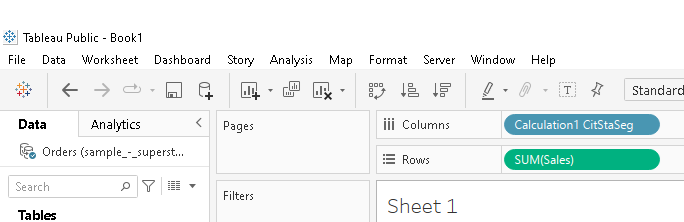 Tableau Public - Book1
File Data Worksheet Dashboard Story Analysis Map Format Server Window Help
T Standard
Data Analytics
Pages
Columns Calculation1 CitStaSeg
Orders (sample_-_superst...
Rows SUM(Sales)
Search
Filters
Sheet 1
Tables